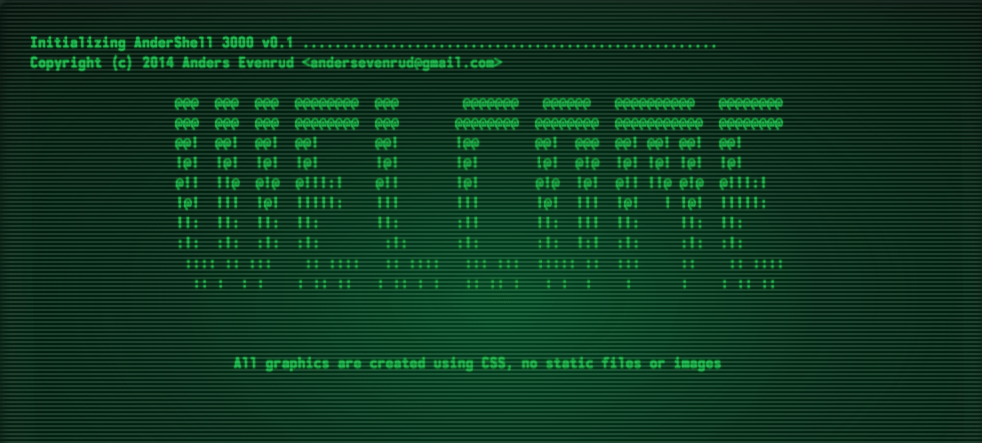 Initializing AnderShell 3000 v0.1 ....................................................
Copyright (c) 2014 Anders Evenrud <andersevenrud@gmail.com>
WELCOME
All graphics are created using CSS, no static files or images